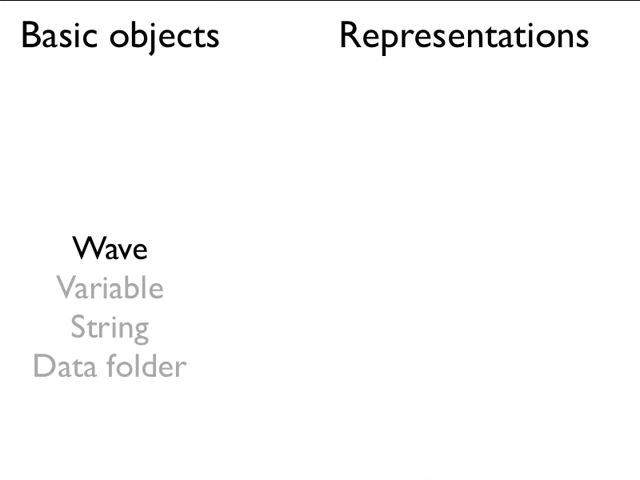 Basic objects
Representations
Wave
Variable
String
Data folder